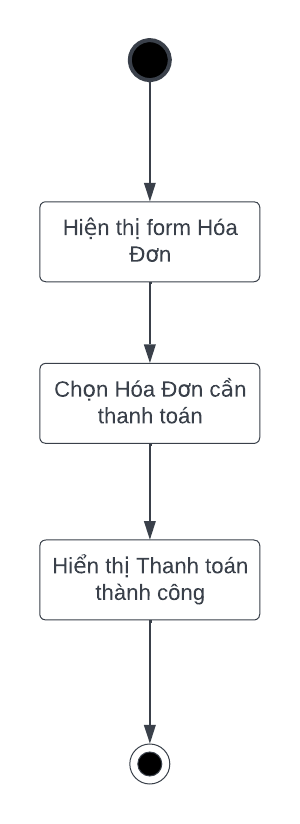 Hiện thị form Hóa
Đơn
Chọn Hóa Đơn cần
thanh toán
Hiển thị Thanh toán
thành công